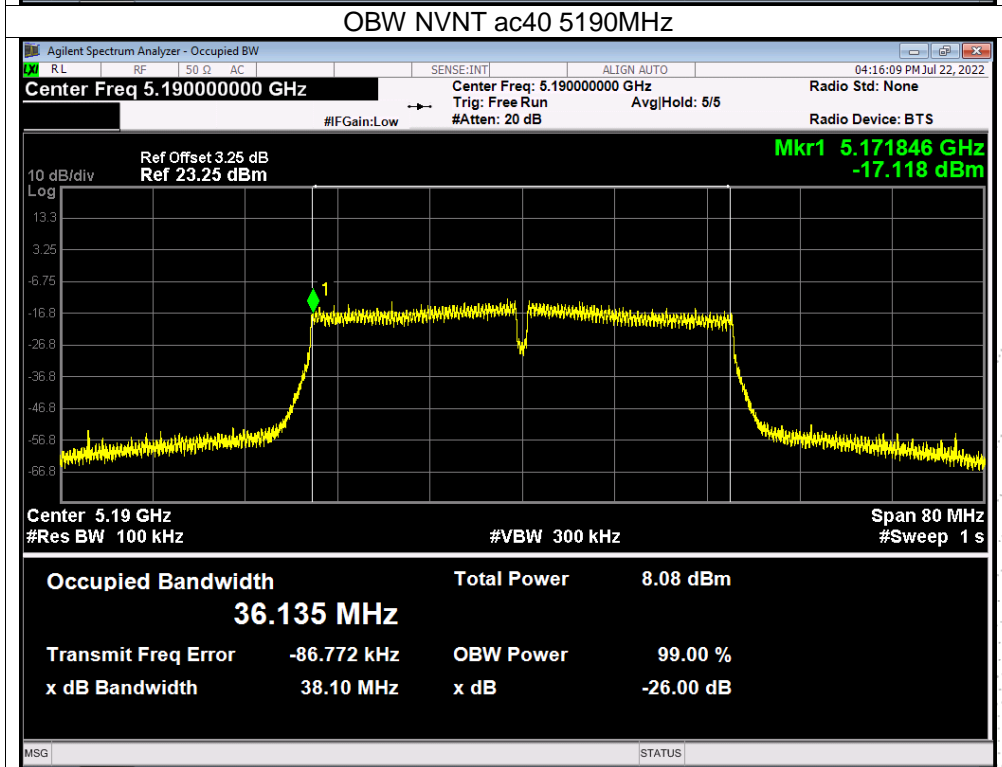 OBW NVNT ac40 5190MHz
Agilent Spectrum Analyzer - Occupied BW
LXI RL RF 50 Ω AC SENSE:INT ALIGN AUTO 04:16:09 PM Jul 22, 2022
Center Freq 5.190000000 GHz Center Freq: 5.190000000 GHz Radio Std: None
Trig: Free Run Avg|Hold: 5/5
#IFGain:Low #Atten: 20 dB Radio Device: BTS
Mkr1 5.171846 GHz
-17.118 dBm
Ref Offset 3.25 dB
10 dB/div Ref 23.25 dBm
Log
13.3
3.25
-6.75
1
-16.8
-26.8
-36.8
-46.8
-56.8
-66.8
Center 5.19 GHz Span 80 MHz
#Res BW 100 kHz #VBW 300 kHz #Sweep 1 s
Occupied Bandwidth Total Power 8.08 dBm
36.135 MHz
Transmit Freq Error -86.772 kHz OBW Power 99.00 %
x dB Bandwidth 38.10 MHz x dB -26.00 dB
MSG STATUS